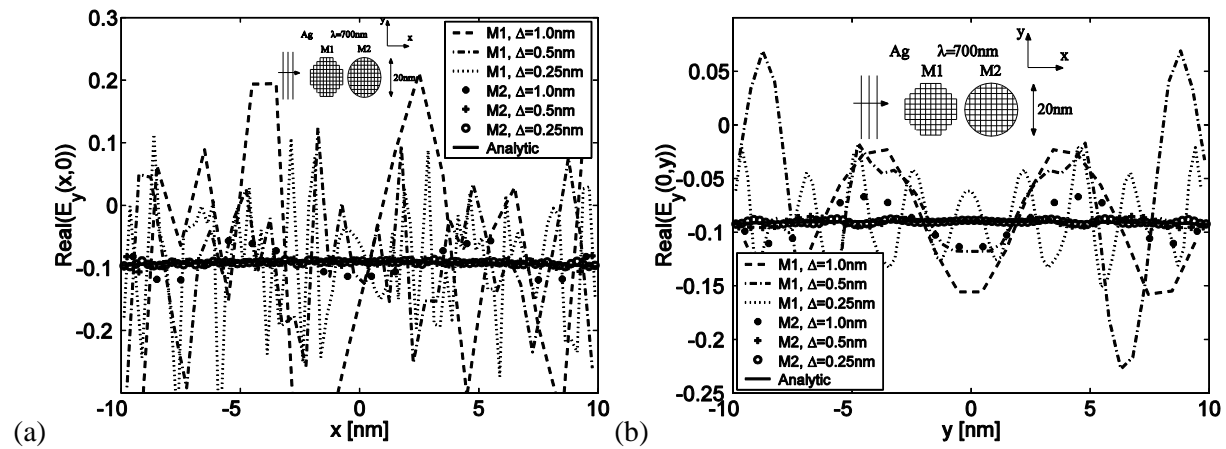 0.3
0.2
0.1
0
-0.1
-0.2
Real(E_y(x,0))
Ag λ=700nm
M1 M2
y
x
20nm
M1, Δ=1.0nm
M1, Δ=0.5nm
M1, Δ=0.25nm
M2, Δ=1.0nm
M2, Δ=0.5nm
M2, Δ=0.25nm
Analytic
-10 -5 0 5 10
x [nm]
(a)
0.05
0
-0.05
-0.1
-0.15
-0.2
-0.25
Real(E_y(0,y))
Ag λ=700nm
M1 M2
y
x
20nm
M1, Δ=1.0nm
M1, Δ=0.5nm
M1, Δ=0.25nm
M2, Δ=1.0nm
M2, Δ=0.5nm
M2, Δ=0.25nm
Analytic
-10 -5 0 5 10
y [nm]
(b)